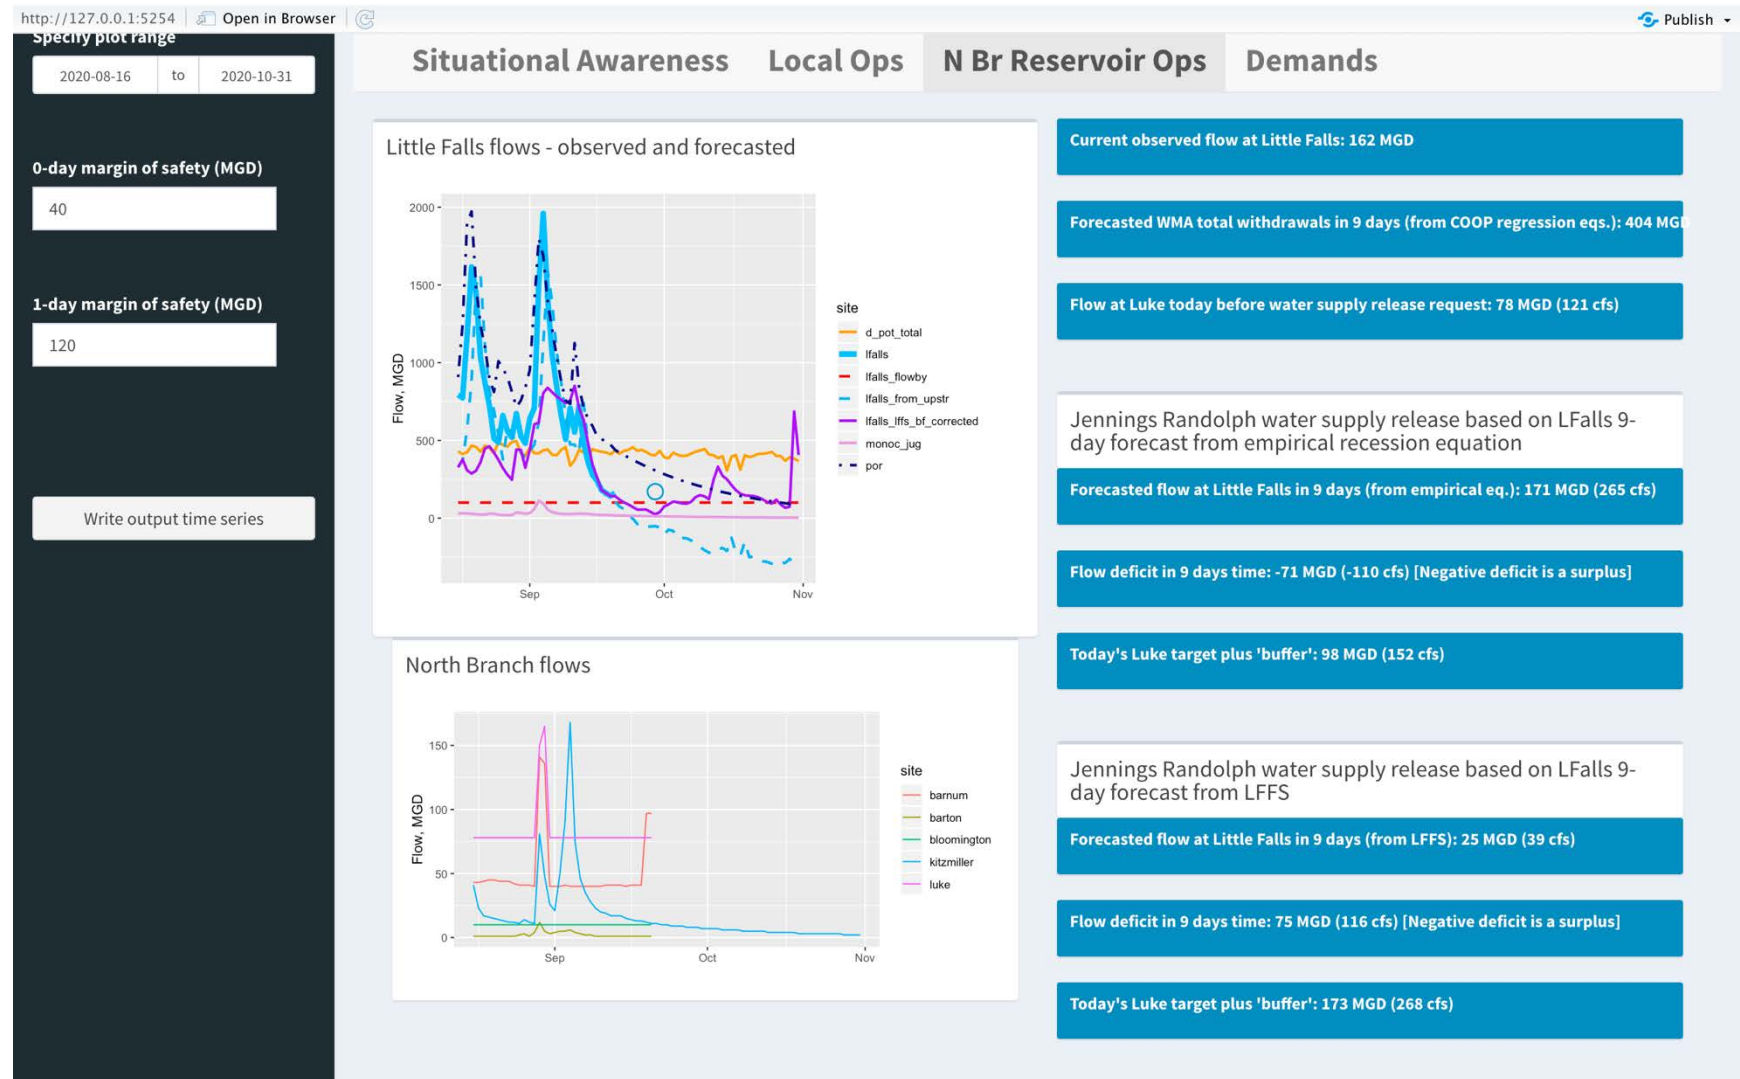 http://127.0.0.1:5254 Open in Browser Publish
Specify plot range
2020-08-16 to 2020-10-31
0-day margin of safety (MGD)
40
1-day margin of safety (MGD)
120
Write output time series
Situational Awareness Local Ops N Br Reservoir Ops Demands
Little Falls flows - observed and forecasted
Flow, MGD
2000
1500
1000
500
0
Sep Oct Nov
site
d_pot_total
lfalls
lfalls_flowby
lfalls_from_upstr
lfalls_lffs_bf_corrected
monoc_jug
por
North Branch flows
Flow, MGD
150
100
50
0
Sep Oct Nov
site
barnum
barton
bloomington
kitzmiller
luke
Current observed flow at Little Falls: 162 MGD
Forecasted WMA total withdrawals in 9 days (from COOP regression eqs.): 404 MGD
Flow at Luke today before water supply release request: 78 MGD (121 cfs)
Jennings Randolph water supply release based on LFalls 9-
day forecast from empirical recession equation
Forecasted flow at Little Falls in 9 days (from empirical eq.): 171 MGD (265 cfs)
Flow deficit in 9 days time: -71 MGD (-110 cfs) [Negative deficit is a surplus]
Today's Luke target plus 'buffer': 98 MGD (152 cfs)
Jennings Randolph water supply release based on LFalls 9-
day forecast from LFFS
Forecasted flow at Little Falls in 9 days (from LFFS): 25 MGD (39 cfs)
Flow deficit in 9 days time: 75 MGD (116 cfs) [Negative deficit is a surplus]
Today's Luke target plus 'buffer': 173 MGD (268 cfs)